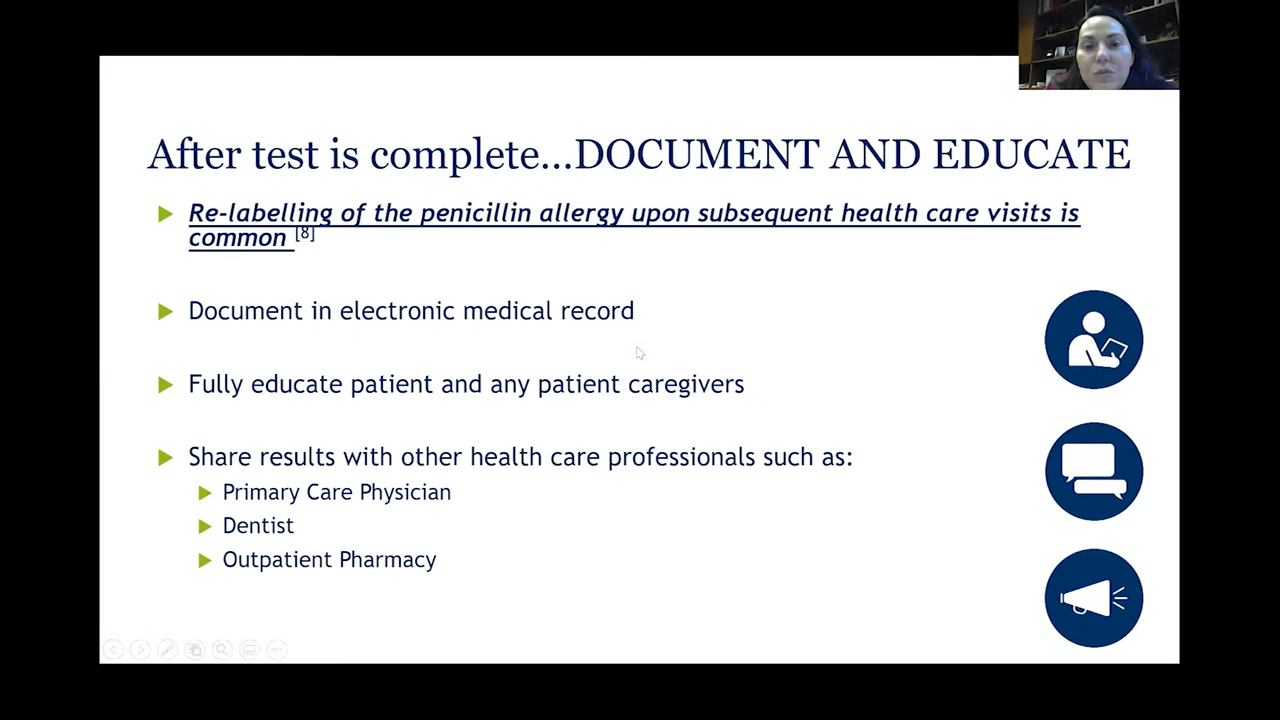 After test is complete...DOCUMENT AND EDUCATE
Re-labelling of the penicillin allergy upon subsequent health care visits is
common [8]
Document in electronic medical record
Fully educate patient and any patient caregivers
Share results with other health care professionals such as:
Primary Care Physician
Dentist
Outpatient Pharmacy